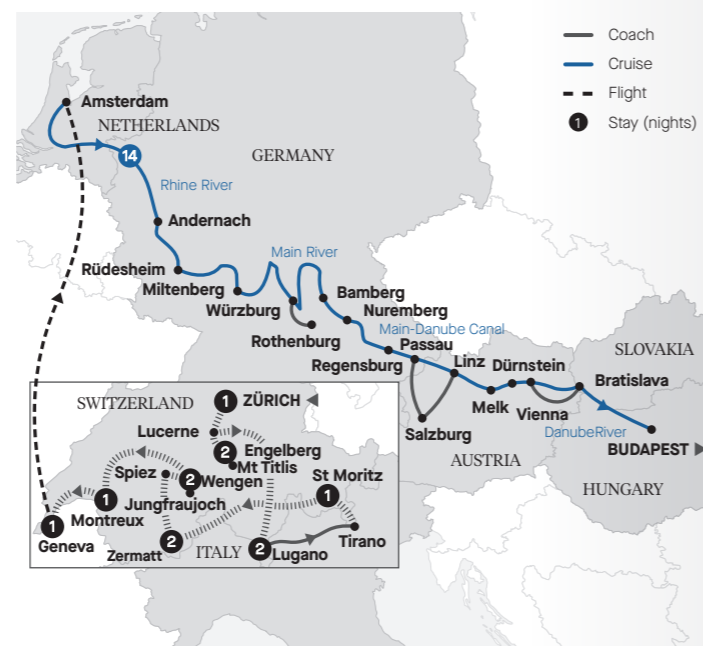 Coach
Cruise
Flight
1 Stay (nights)
Amsterdam
NETHERLANDS
GERMANY
14
Rhine River
Andernach
Main River
Rüdesheim
Miltenberg
Würzburg
Bamberg
Nuremberg
Rothenburg
Main-Danube Canal
Passau
Regensburg
Linz
Dürnstein
SLOVAKIA
Bratislava
Melk
Vienna
Salzburg
DanubeRiver
BUDAPEST
AUSTRIA
HUNGARY
SWITZERLAND
1 ZÜRICH
Lucerne
2 Engelberg
Mt Titlis
Spiez
2 Wengen
St Moritz
1
Jungfraujoch
1
Montreux
1
Geneva
Zermatt
2
ITALY
2
Lugano
Tirano